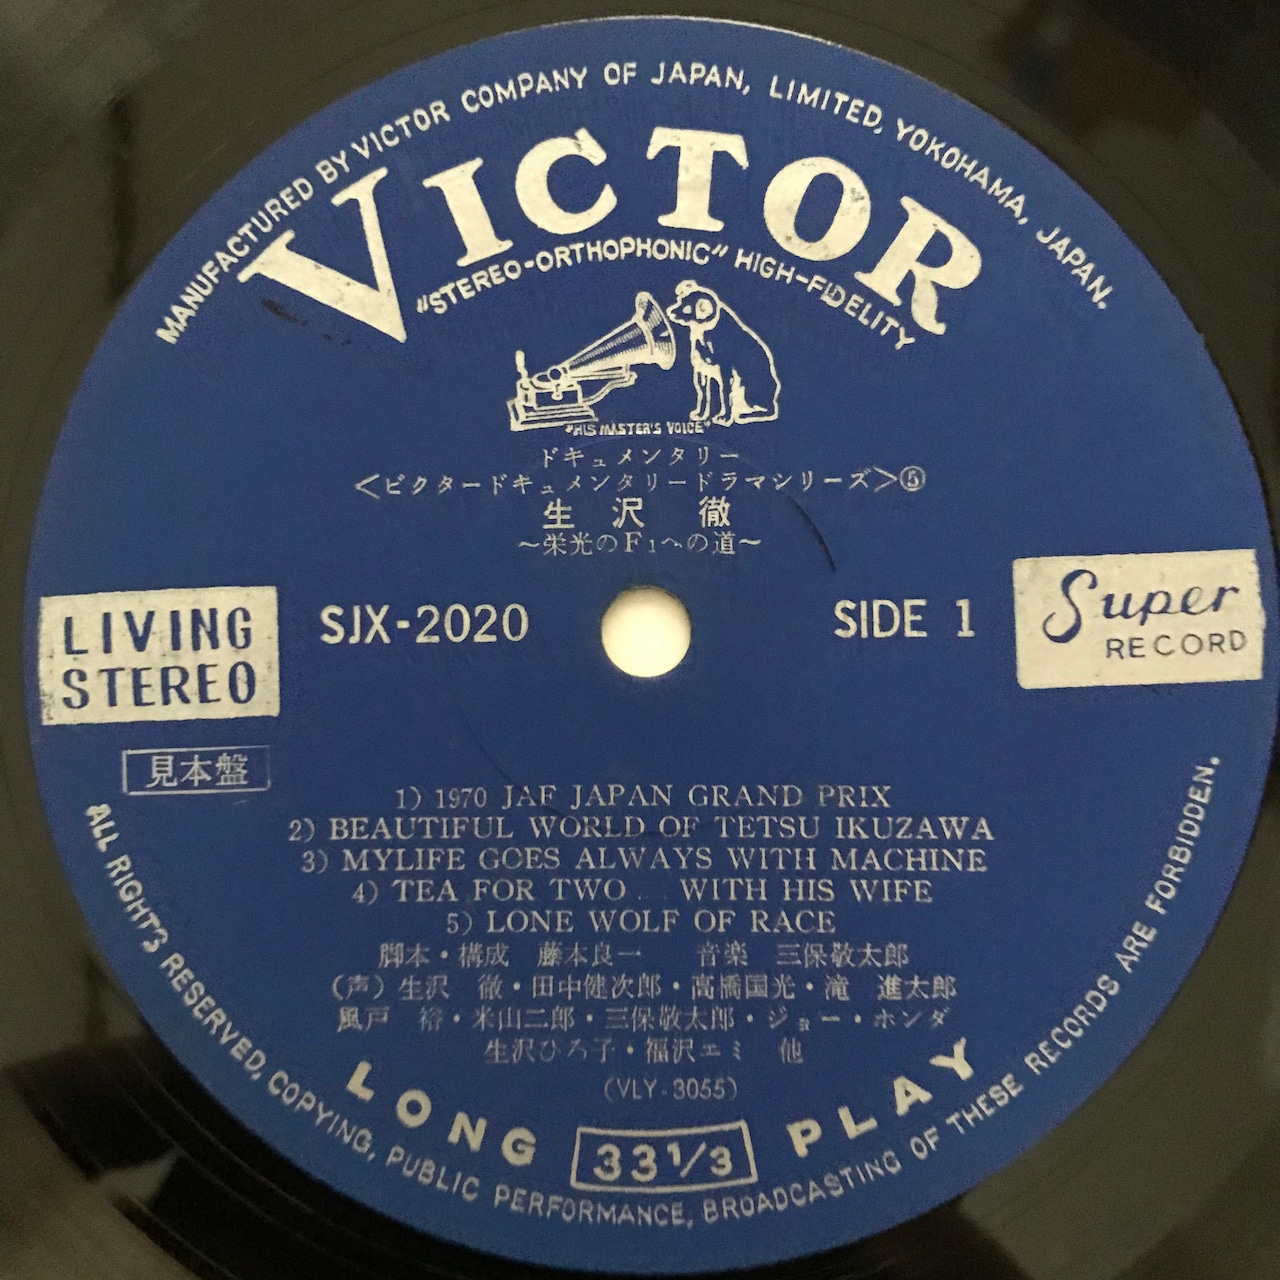 MANUFACTURED BY VICTOR COMPANY OF JAPAN, LIMITED, YOKOHAMA, JAPAN.
VICTOR
"STEREO-ORTHOPHONIC" HIGH-FIDELITY
"HIS MASTER'S VOICE"
ドキュメンタリー
＜ビクタードキュメンタリードラマシリーズ＞⑤
生沢 徹
～栄光のF1への道～
LIVING STEREO
SJX-2020
SIDE 1
Super RECORD
見本盤
1) 1970 JAF JAPAN GRAND PRIX
2) BEAUTIFUL WORLD OF TETSU IKUZAWA
3) MYLIFE GOES ALWAYS WITH MACHINE
4) TEA FOR TWO... WITH HIS WIFE
5) LONE WOLF OF RACE
脚本・構成 藤本良一 音楽 三保敬太郎
(声) 生沢 徹・田中健次郎・高橋国光・滝 進太郎
風戸 裕・米山二郎・三保敬太郎・ジョー・ホンダ
生沢ひろ子・福沢エミ 他
(VLY-3055)
LONG 33 1/3 PLAY
ALL RIGHTS RESERVED, COPYING, PUBLIC PERFORMANCE, BROADCASTING OF THESE RECORDS ARE FORBIDDEN.